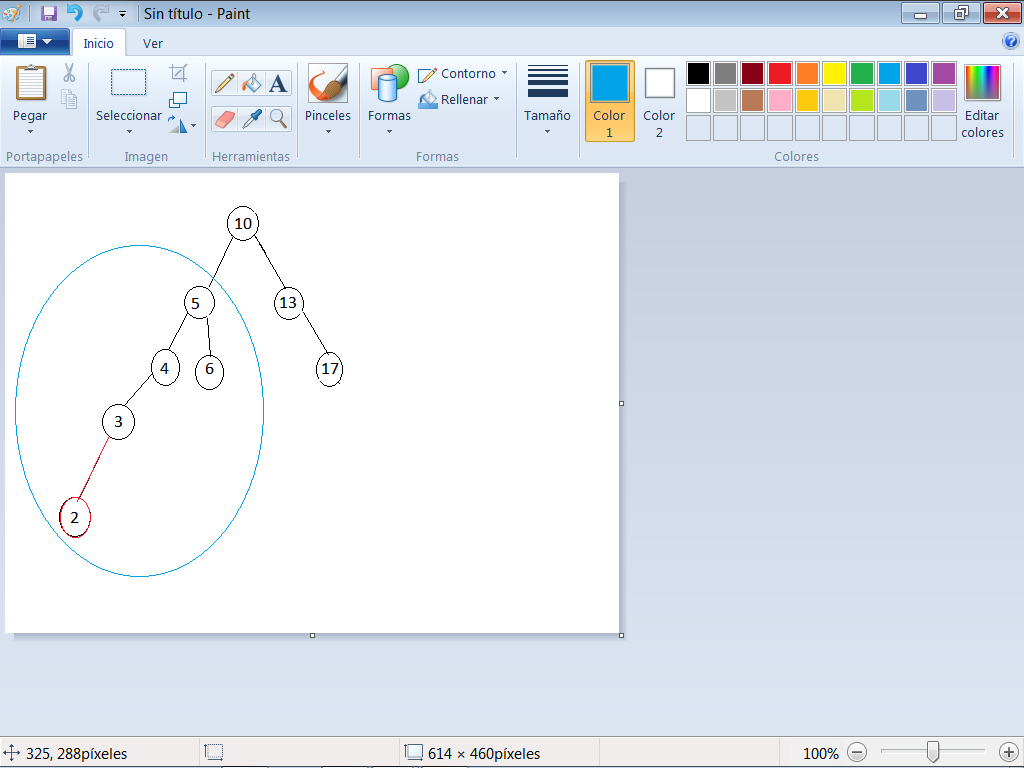 Sin título - Paint
Inicio Ver
Pegar
Seleccionar
Pinceles
Formas
Contorno
Rellenar
Tamaño
Color 1
Color 2
Editar colores
Portapapeles
Imagen
Herramientas
Formas
Colores
10
5
13
4
6
17
3
2
325, 288píxeles
614 × 460píxeles
100%